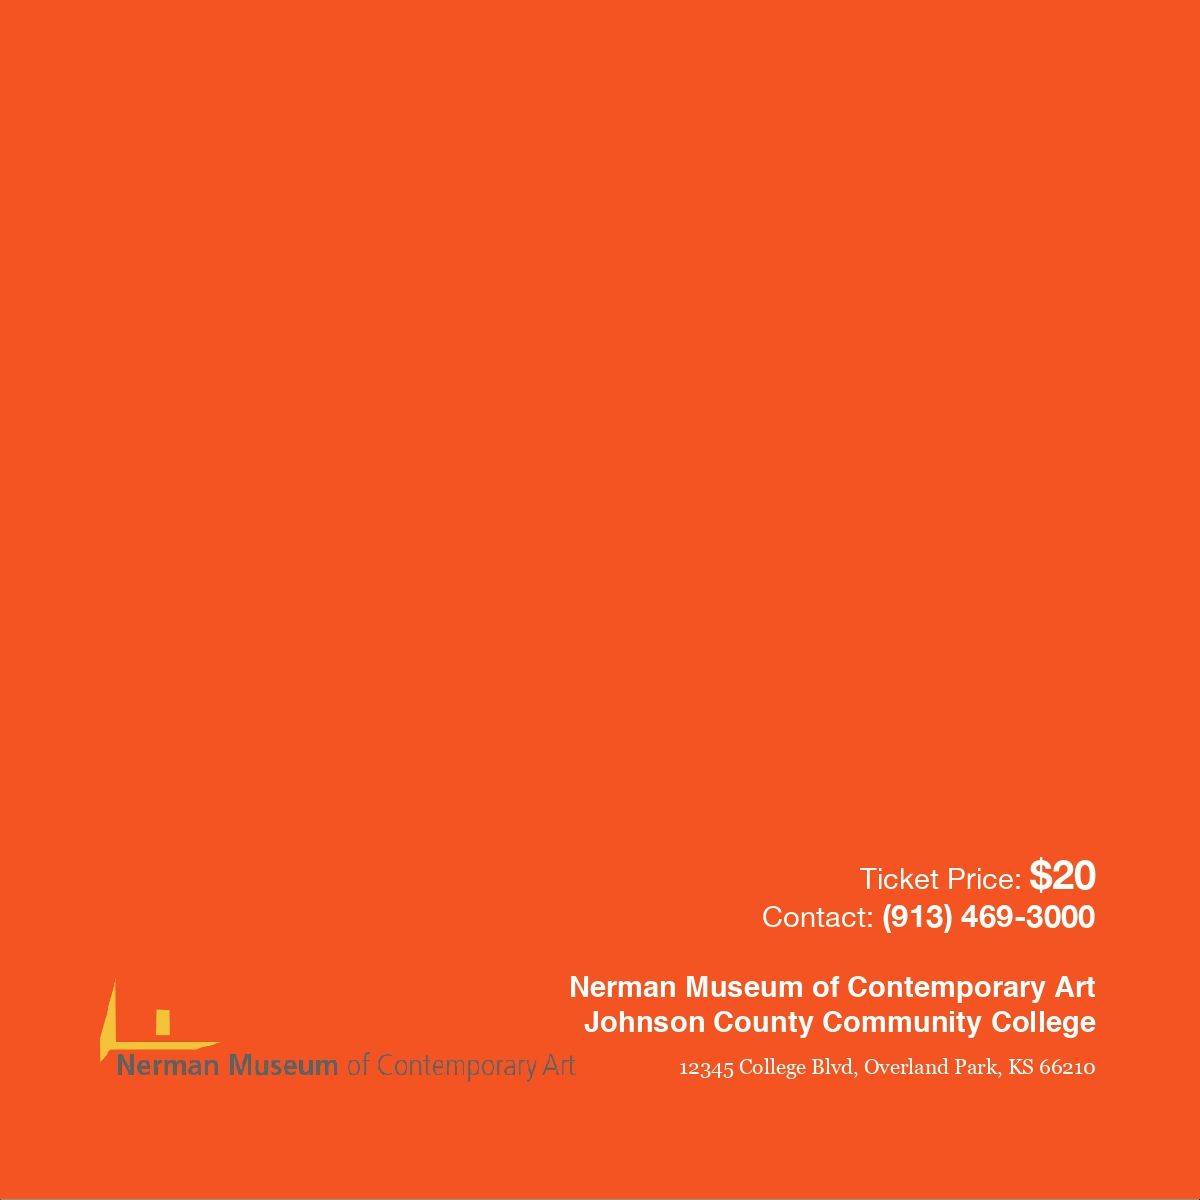 Ticket Price: $20
Contact: (913) 469-3000
Nerman Museum of Contemporary Art
Johnson County Community College
12345 College Blvd, Overland Park, KS 66210
Nerman Museum of Contemporary Art